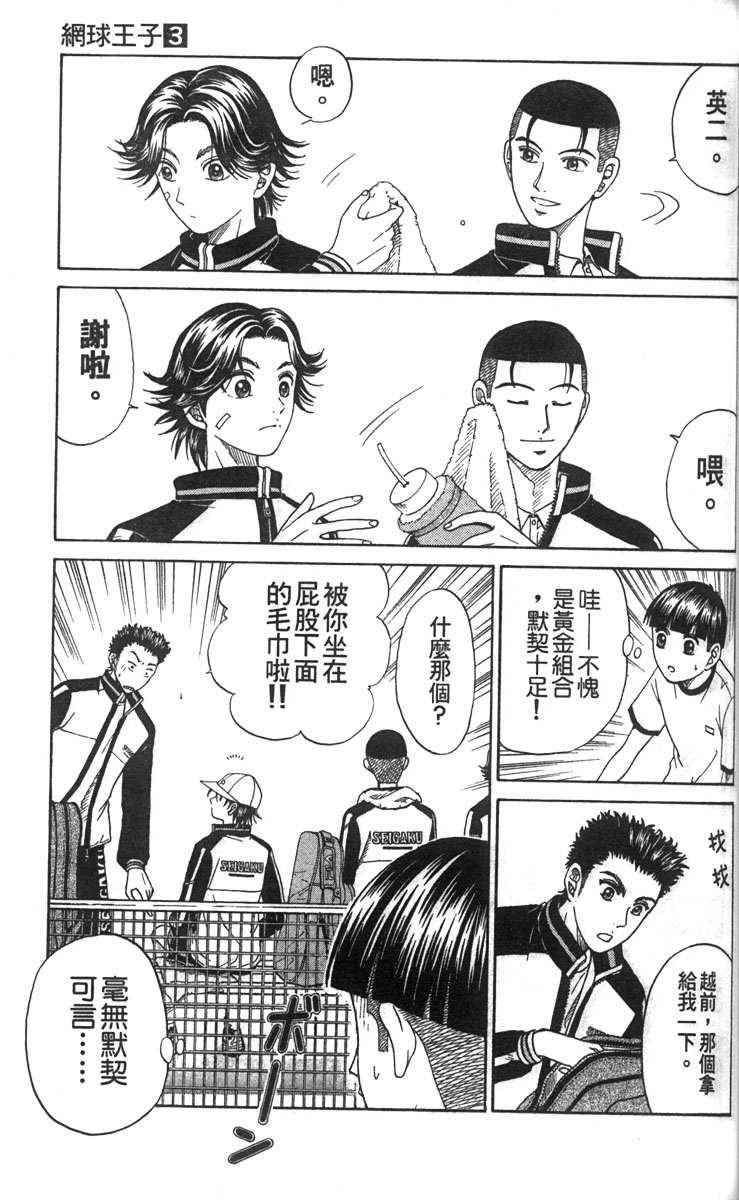 網球王子3
英二。
嗯。
喂。
謝啦。
哇——不愧
是黃金組合
，默契十足！
找找
越前，那個拿
給我一下。
什麼那個？
被你坐在
屁股下面
的毛巾啦!!
SEIGAKU
SEIGAKU
ボーン
毫無默契
可言……